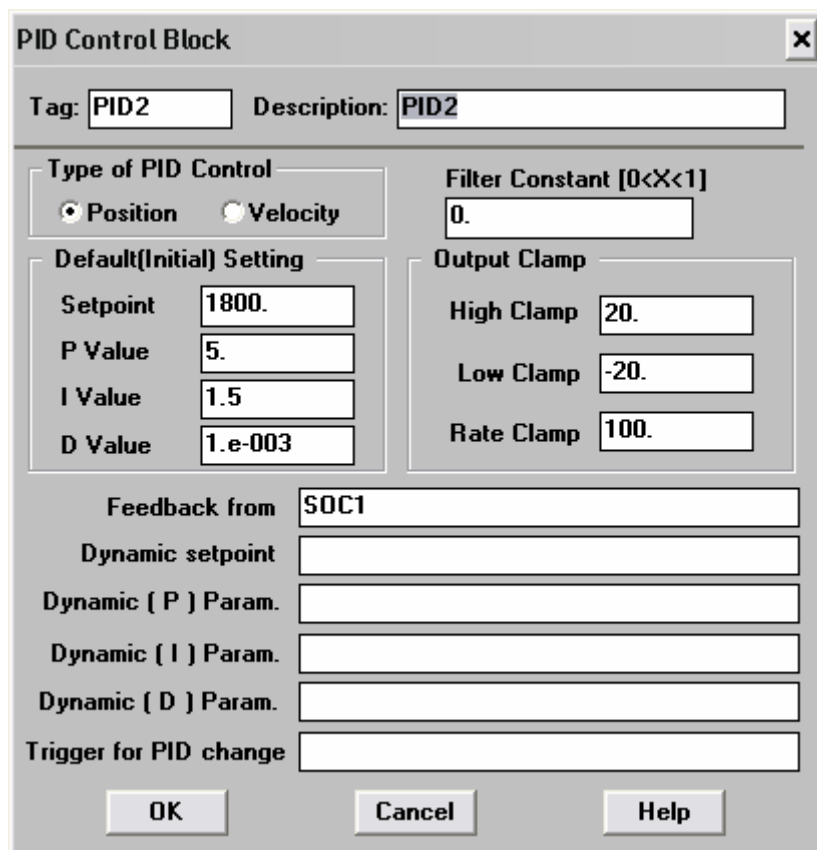 PID Control Block
Tag: PID2 Description: PID2
Type of PID Control
Position Velocity
Filter Constant [0<X<1]
0.
Default(Initial) Setting
Setpoint 1800.
P Value 5.
I Value 1.5
D Value 1.e-003
Output Clamp
High Clamp 20.
Low Clamp -20.
Rate Clamp 100.
Feedback from SOC1
Dynamic setpoint
Dynamic ( P ) Param.
Dynamic ( I ) Param.
Dynamic ( D ) Param.
Trigger for PID change
OK Cancel Help